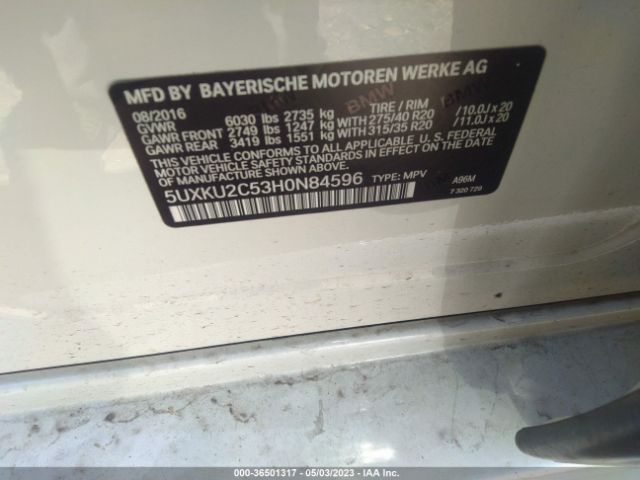 MFD BY BAYERISCHE MOTOREN WERKE AG
08/2016
GVWR 6030 lbs 2735 kg TIRE / RIM
GAWR FRONT 2749 lbs 1247 kg WITH 275/40 R20 /10.0J x 20
GAWR REAR 3419 lbs 1551 kg WITH 315/35 R20 /11.0J x 20
THIS VEHICLE CONFORMS TO ALL APPLICABLE U.S. FEDERAL
MOTOR VEHICLE SAFETY STANDARDS IN EFFECT ON THE DATE
OF MANUFACTURE SHOWN ABOVE.
5UXKU2C53H0N84596 TYPE: MPV A96M
7 320 729
000-36501317 - 05/03/2023 - IAA Inc.